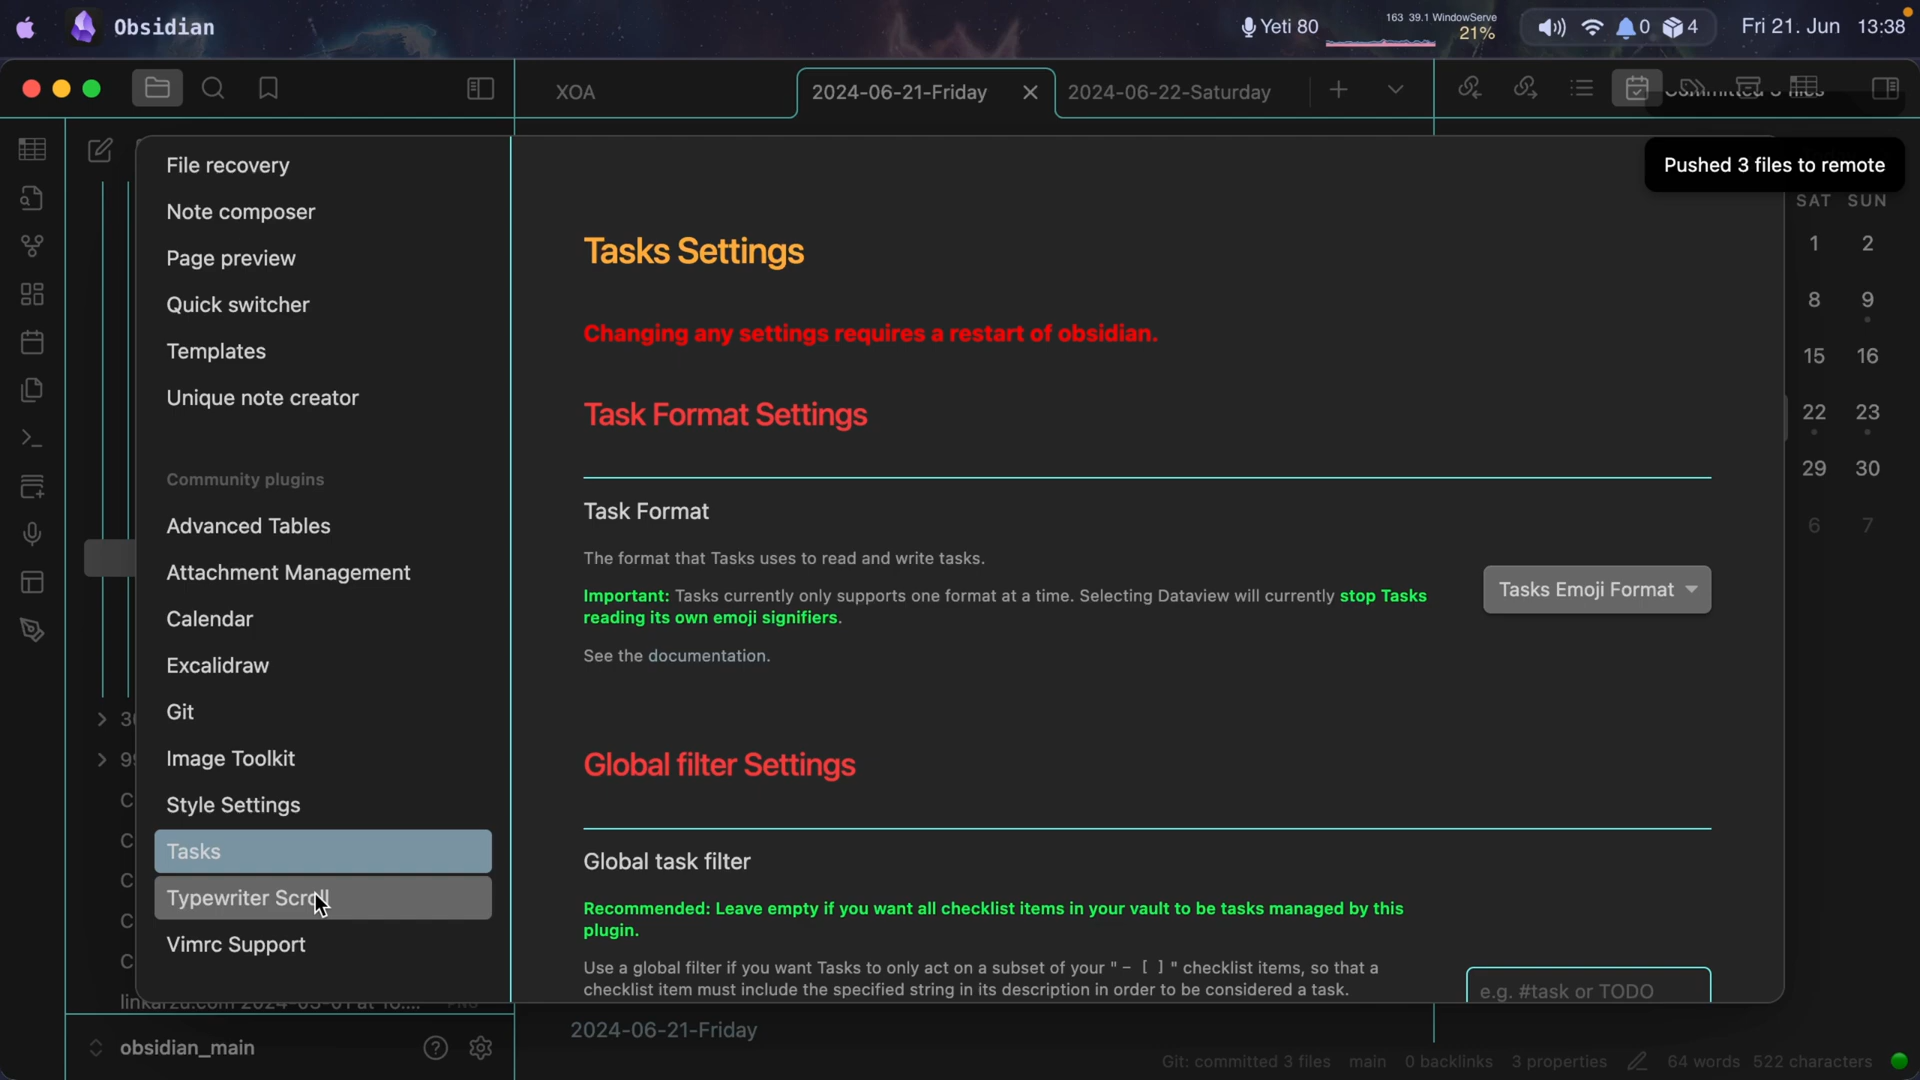 Obsidian
Yeti 80
163 39.1 WindowServe
21%
0
4
Fri 21. Jun 13:38
XOA
2024-06-21-Friday
2024-06-22-Saturday
Committed 3 files
Pushed 3 files to remote
File recovery
Note composer
Page preview
Quick switcher
Templates
Unique note creator
Community plugins
Advanced Tables
Attachment Management
Calendar
Excalidraw
Git
Image Toolkit
Style Settings
Tasks
Typewriter Scroll
Vimrc Support
Tasks Settings
Changing any settings requires a restart of obsidian.
Task Format Settings
Task Format
The format that Tasks uses to read and write tasks.
Important: Tasks currently only supports one format at a time. Selecting Dataview will currently stop Tasks
reading its own emoji signifiers.
See the documentation.
Tasks Emoji Format
Global filter Settings
Global task filter
Recommended: Leave empty if you want all checklist items in your vault to be tasks managed by this
plugin.
Use a global filter if you want Tasks to only act on a subset of your "- [ ]" checklist items, so that a
checklist item must include the specified string in its description in order to be considered a task.
e.g. #task or TODO
SAT SUN
1 2
8 9
15 16
22 23
29 30
6 7
obsidian_main
2024-06-21-Friday
Git: committed 3 files main 0 backlinks 3 properties 64 words 522 characters